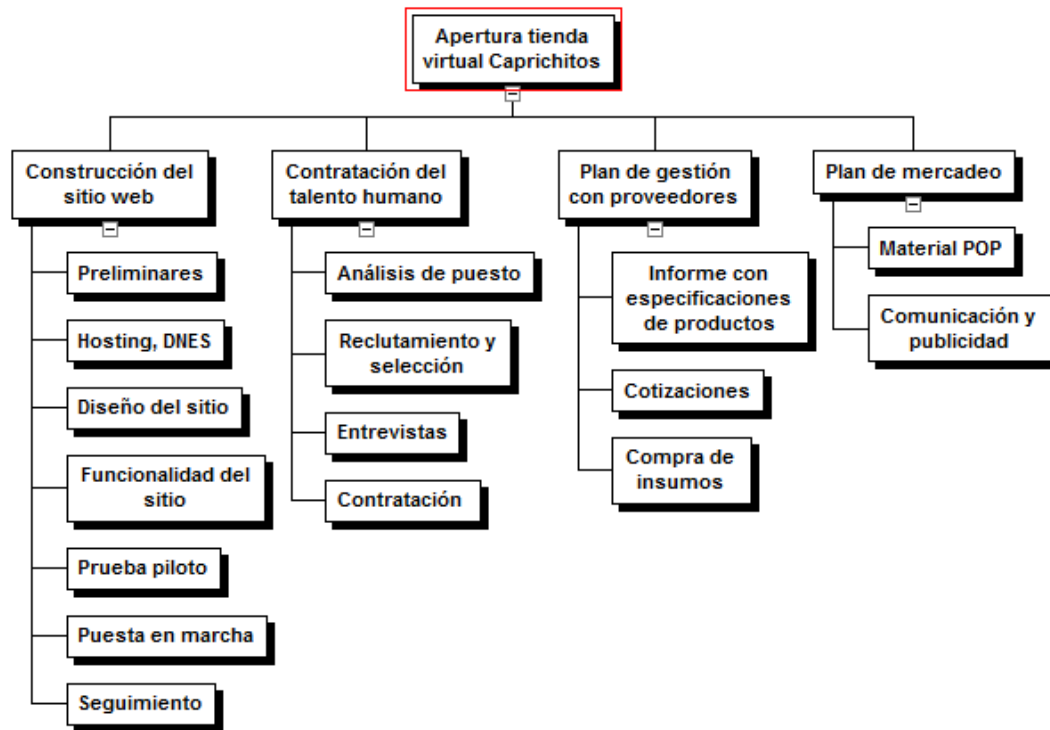 Apertura tienda
virtual Caprichitos
Construcción del
sitio web
Preliminares
Hosting, DNES
Diseño del sitio
Funcionalidad del
sitio
Prueba piloto
Puesta en marcha
Seguimiento
Contratación del
talento humano
Análisis de puesto
Reclutamiento y
selección
Entrevistas
Contratación
Plan de gestión
con proveedores
Informe con
especificaciones
de productos
Cotizaciones
Compra de
insumos
Plan de mercadeo
Material POP
Comunicación y
publicidad